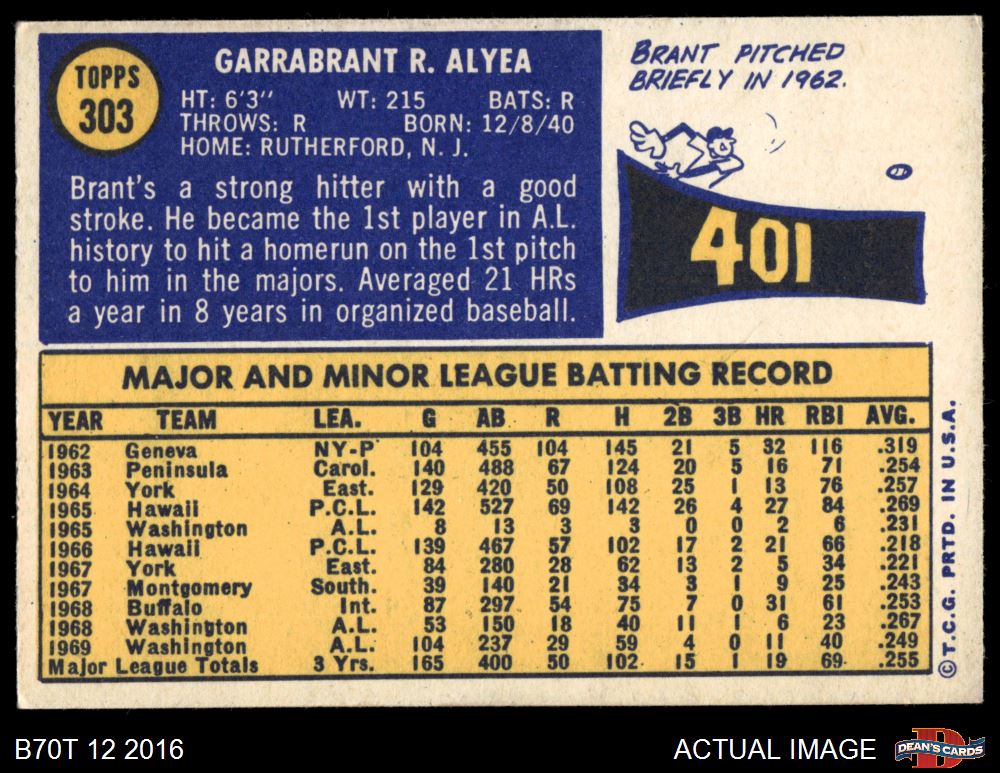 TOPPS
303
GARRABRANT R. ALYEA
HT: 6'3" WT: 215 BATS: R
THROWS: R BORN: 12/8/40
HOME: RUTHERFORD, N. J.
Brant's a strong hitter with a good
stroke. He became the 1st player in A.L.
history to hit a homerun on the 1st pitch
to him in the majors. Averaged 21 HRs
a year in 8 years in organized baseball.
BRANT PITCHED
BRIEFLY IN 1962.
401
MAJOR AND MINOR LEAGUE BATTING RECORD
YEAR TEAM LEA. G AB R H 2B 3B HR RBI AVG.
1962 Geneva NY-P 104 455 104 145 21 5 32 116 .319
1963 Peninsula Carol. 140 488 67 124 20 5 16 71 .254
1964 York East. 129 420 50 108 25 1 13 76 .257
1965 Hawaii P.C.L. 142 527 69 142 26 4 27 84 .269
1965 Washington A.L. 8 13 3 3 0 0 2 6 .231
1966 Hawaii P.C.L. 139 467 57 102 17 2 21 66 .218
1967 York East. 84 280 28 62 13 2 5 34 .221
1967 Montgomery South. 39 140 21 34 3 1 9 25 .243
1968 Buffalo Int. 87 297 54 75 7 0 31 61 .253
1968 Washington A.L. 53 150 18 40 11 1 6 23 .267
1969 Washington A.L. 104 237 29 59 4 0 11 40 .249
Major League Totals 3 Yrs. 165 400 50 102 15 1 19 69 .255
© T.C.G. PRTD. IN U.S.A.
B70T 12 2016
ACTUAL IMAGE
DEAN'S CARDS